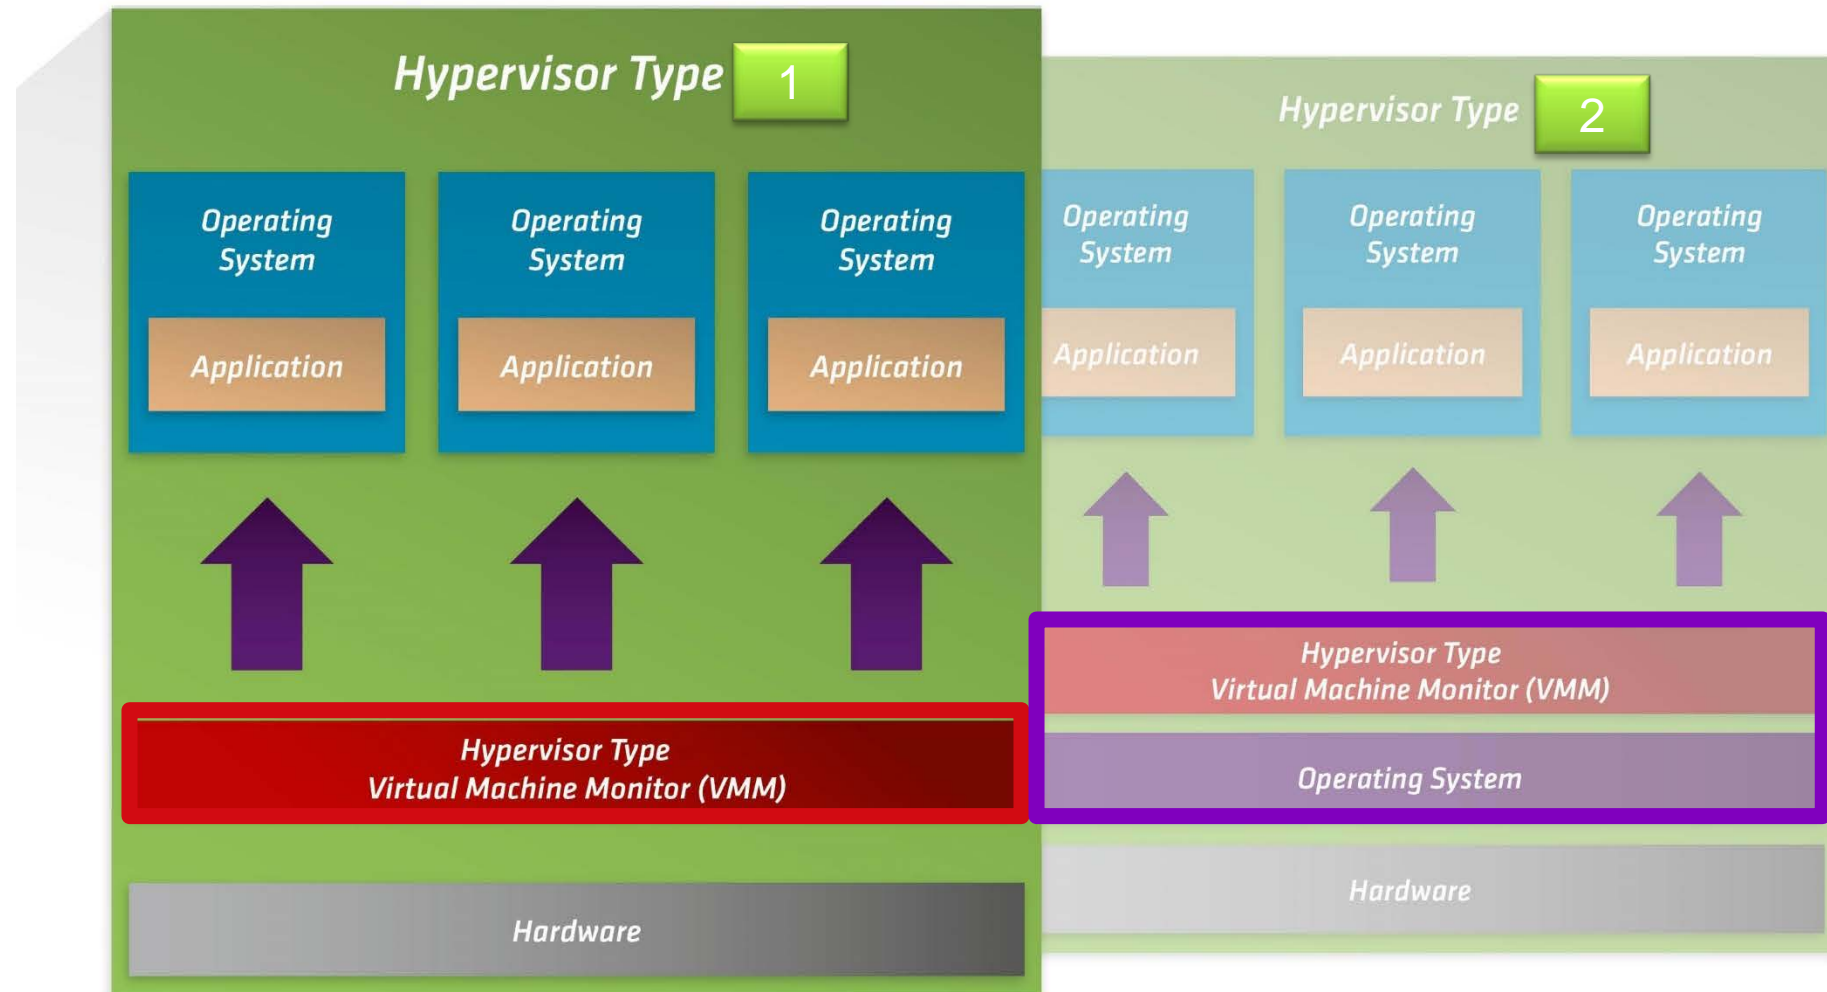 Hypervisor Type 1
Operating
System
Application
Operating
System
Application
Operating
System
Application
Hypervisor Type
Virtual Machine Monitor (VMM)
Hardware
Hypervisor Type 2
Operating
System
Application
Operating
System
Application
Operating
System
Application
Hypervisor Type
Virtual Machine Monitor (VMM)
Operating System
Hardware